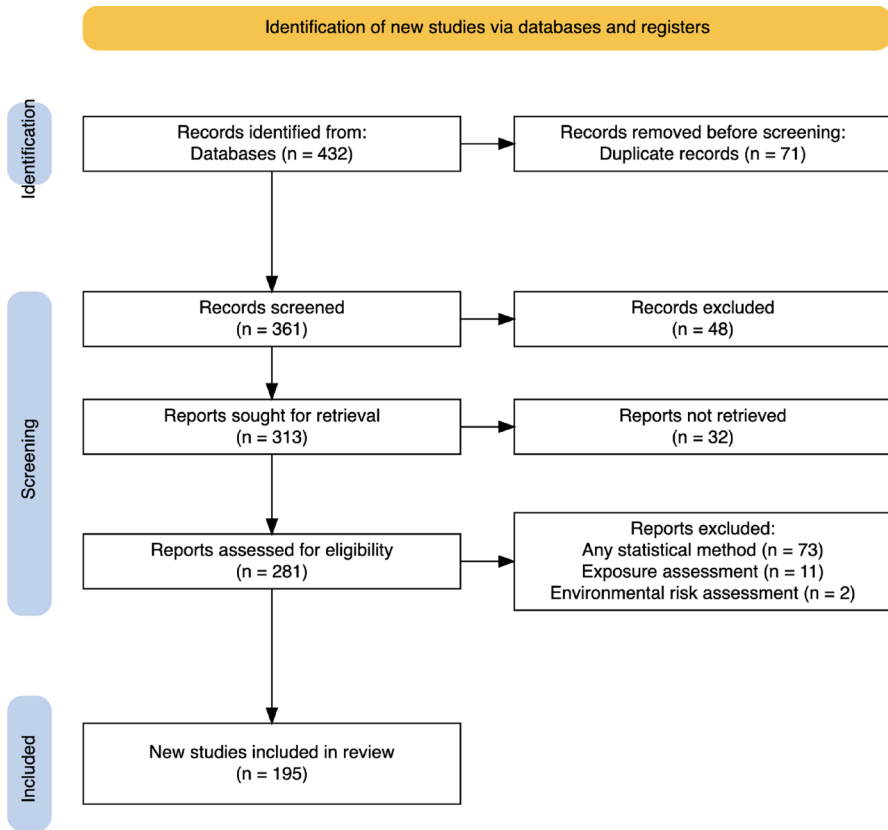 Identification of new studies via databases and registers
Identification
Records identified from:
Databases (n = 432)
Records removed before screening:
Duplicate records (n = 71)
Screening
Records screened
(n = 361)
Records excluded
(n = 48)
Reports sought for retrieval
(n = 313)
Reports not retrieved
(n = 32)
Reports assessed for eligibility
(n = 281)
Reports excluded:
Any statistical method (n = 73)
Exposure assessment (n = 11)
Environmental risk assessment (n = 2)
Included
New studies included in review
(n = 195)